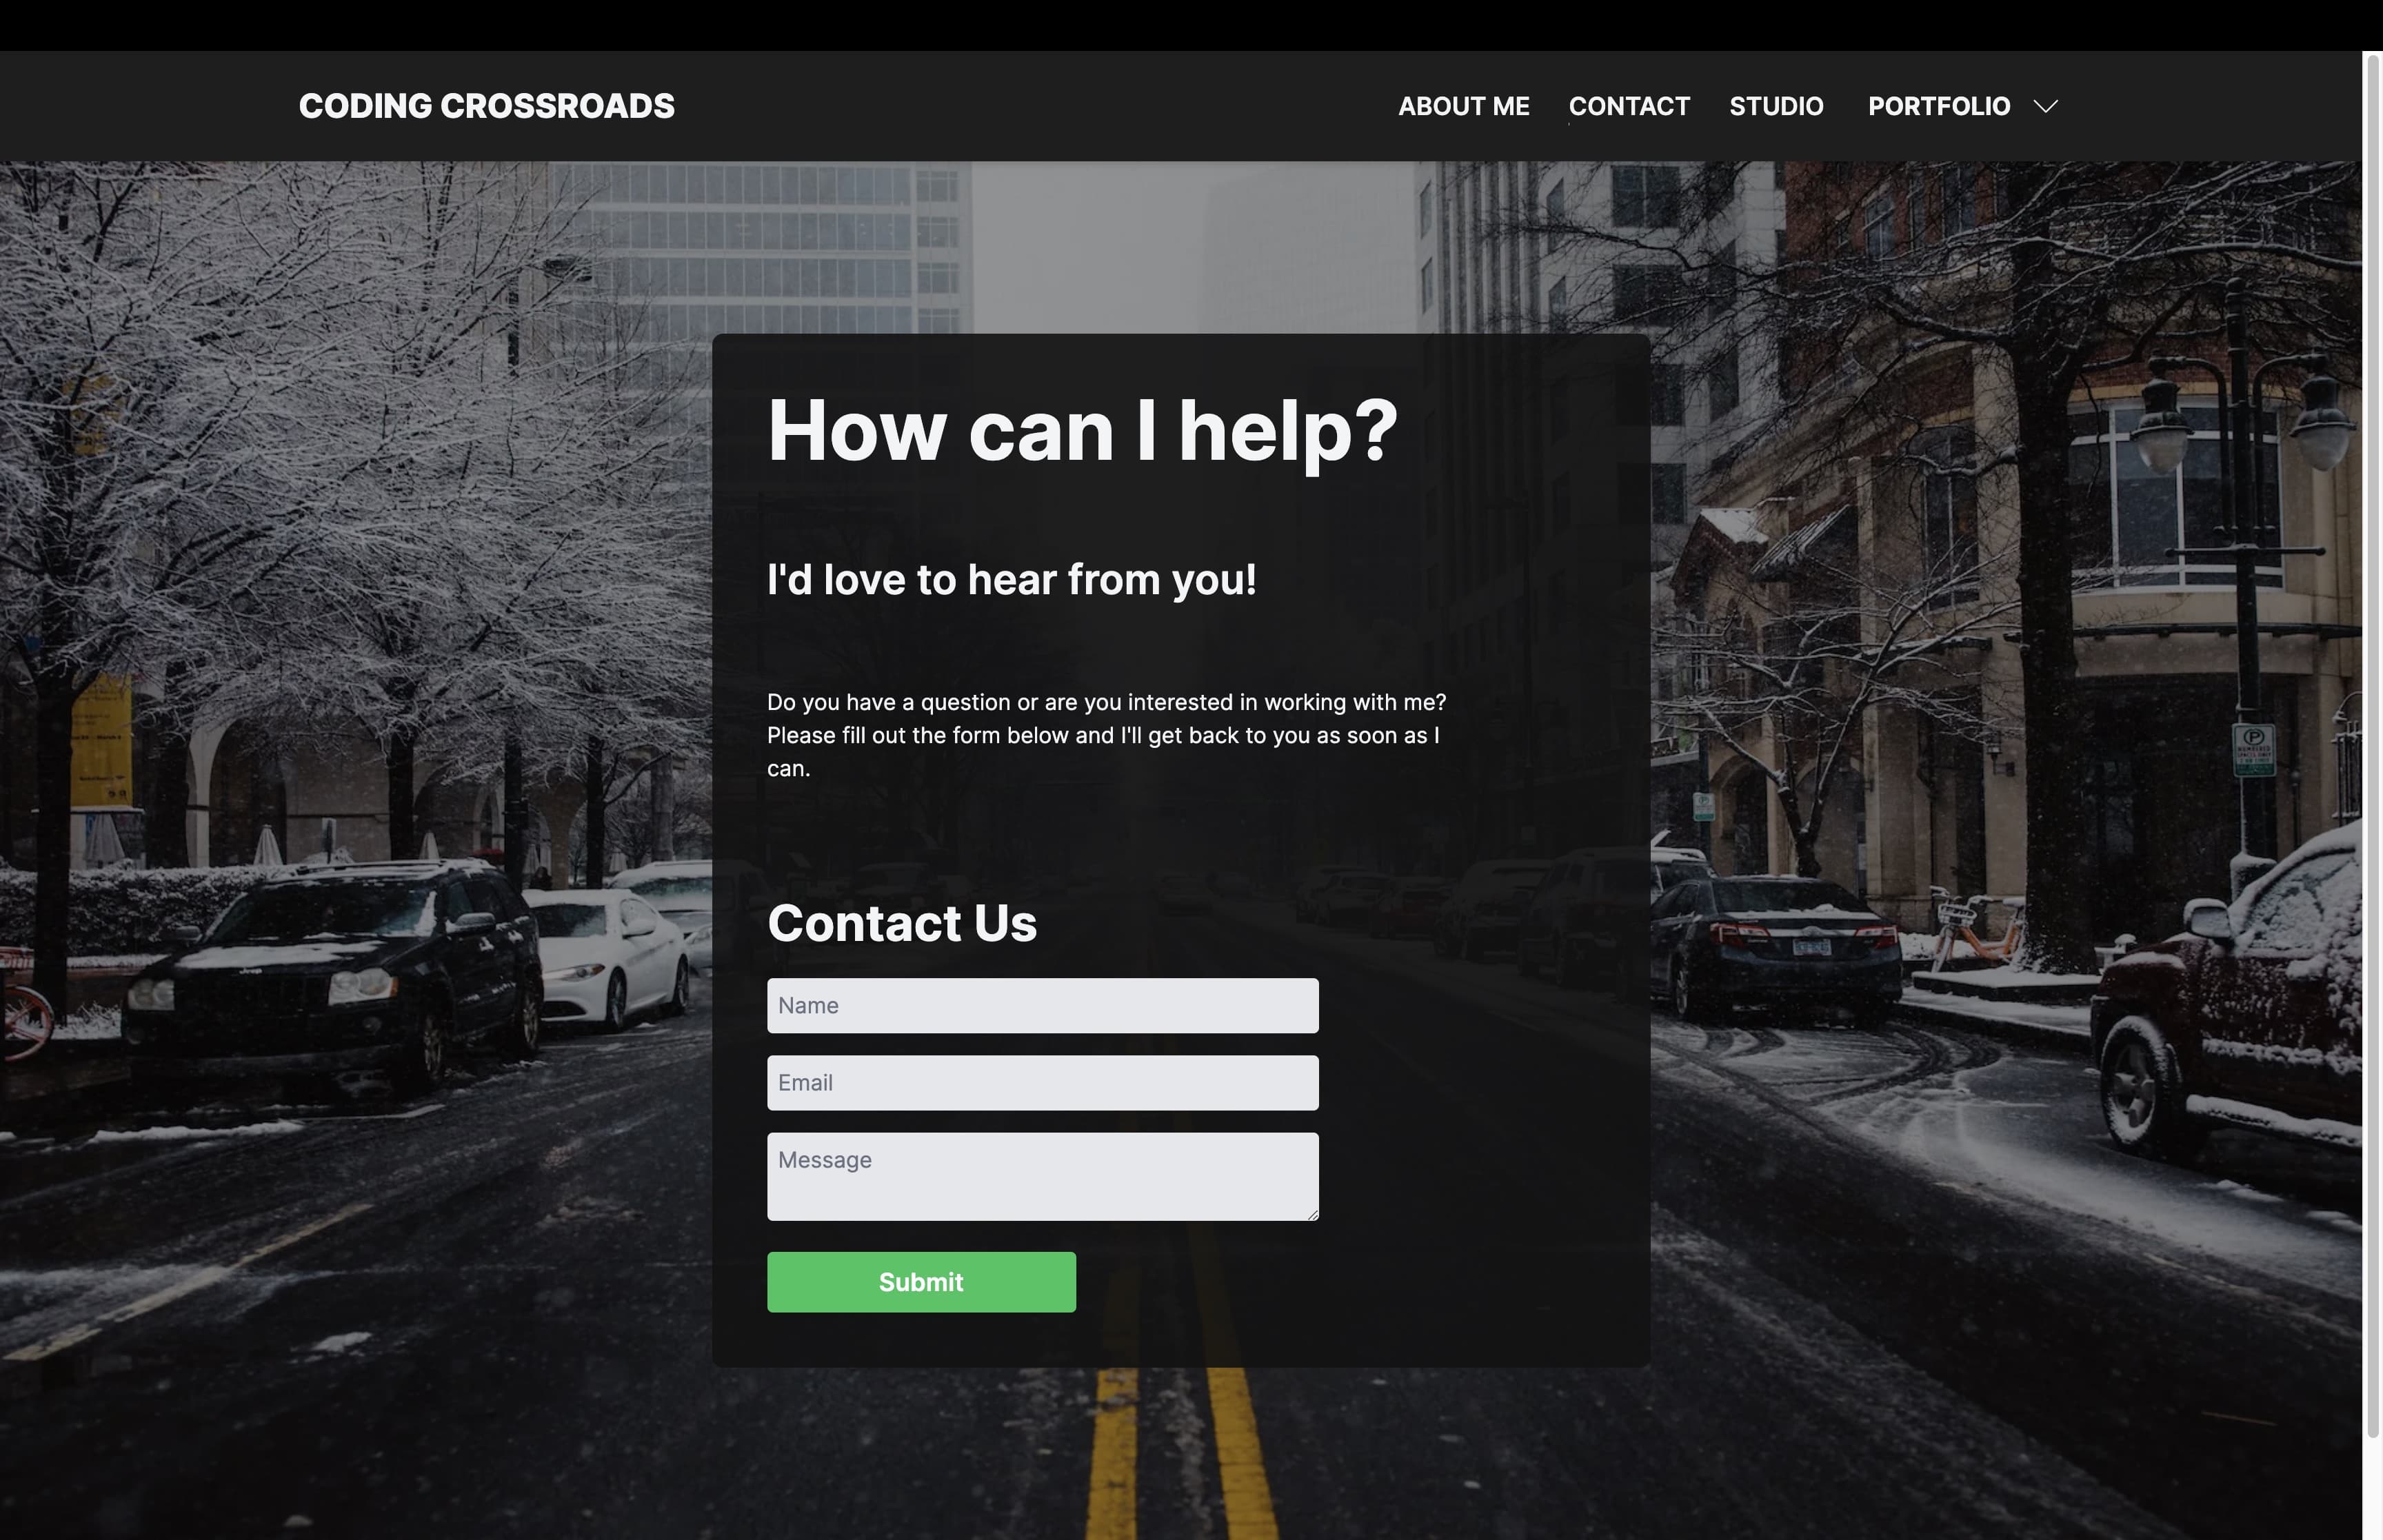 CODING CROSSROADS
ABOUT ME CONTACT STUDIO PORTFOLIO
How can I help?
I'd love to hear from you!
Do you have a question or are you interested in working with me?
Please fill out the form below and I'll get back to you as soon as I
can.
Contact Us
Name
Email
Message
Submit